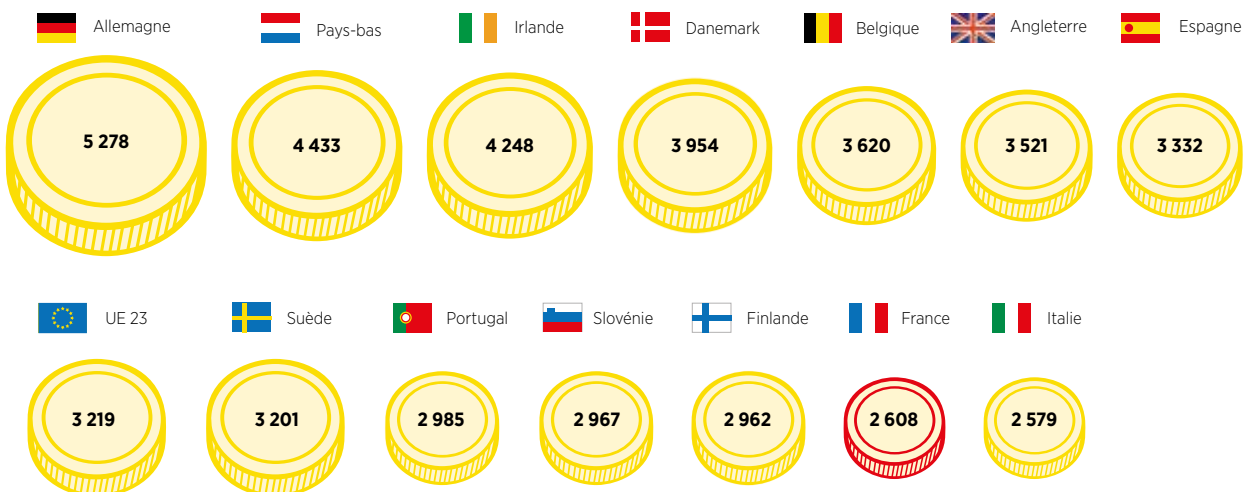 Allemagne Pays-bas Irlande Danemark Belgique Angleterre Espagne
5 278 4 433 4 248 3 954 3 620 3 521 3 332
UE 23 Suède Portugal Slovénie Finlande France Italie
3 219 3 201 2 985 2 967 2 962 2 608 2 579